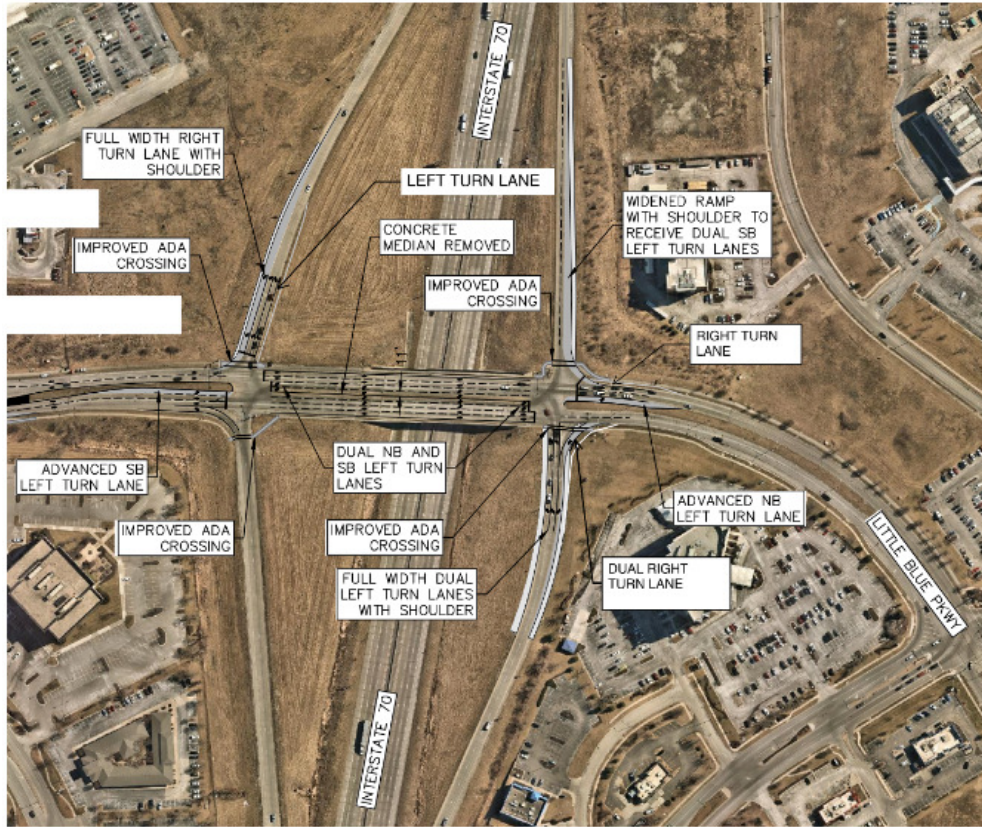 INTERSTATE 70
FULL WIDTH RIGHT
TURN LANE WITH
SHOULDER
LEFT TURN LANE
CONCRETE
MEDIAN REMOVED
WIDENED RAMP
WITH SHOULDER TO
RECEIVE DUAL SB
LEFT TURN LANES
IMPROVED ADA
CROSSING
IMPROVED ADA
CROSSING
RIGHT TURN
LANE
ADVANCED SB
LEFT TURN LANE
DUAL NB AND
SB LEFT TURN
LANES
ADVANCED NB
LEFT TURN LANE
IMPROVED ADA
CROSSING
IMPROVED ADA
CROSSING
FULL WIDTH DUAL
LEFT TURN LANES
WITH SHOULDER
DUAL RIGHT
TURN LANE
LITTLE BLUE PKWY
INTERSTATE 70